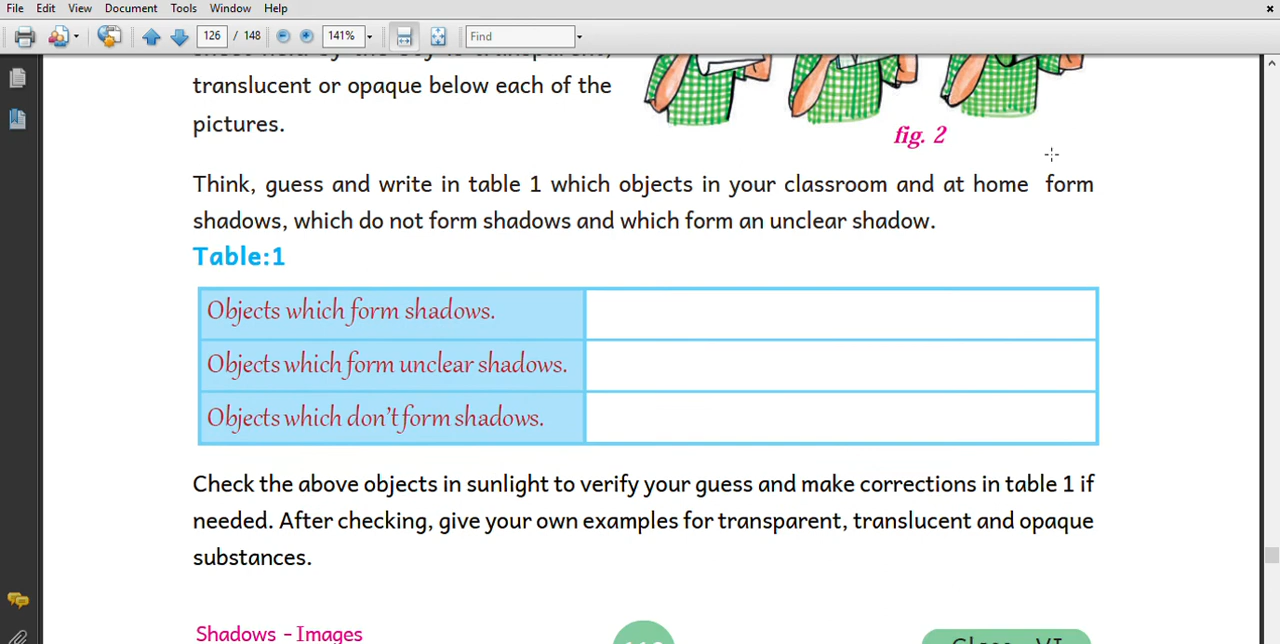 File Edit View Document Tools Window Help
126 / 148 141% Find
translucent or opaque below each of the
pictures.
fig. 2
Think, guess and write in table 1 which objects in your classroom and at home form
shadows, which do not form shadows and which form an unclear shadow.
Table:1
Objects which form shadows.
Objects which form unclear shadows.
Objects which don't form shadows.
Check the above objects in sunlight to verify your guess and make corrections in table 1 if
needed. After checking, give your own examples for transparent, translucent and opaque
substances.
Shadows - Images